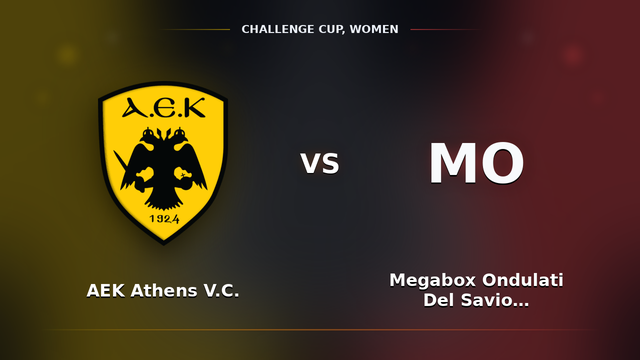 CHALLENGE CUP, WOMEN
A.E.K
1924
VS
MO
AEK Athens V.C.
Megabox Ondulati
Del Savio...